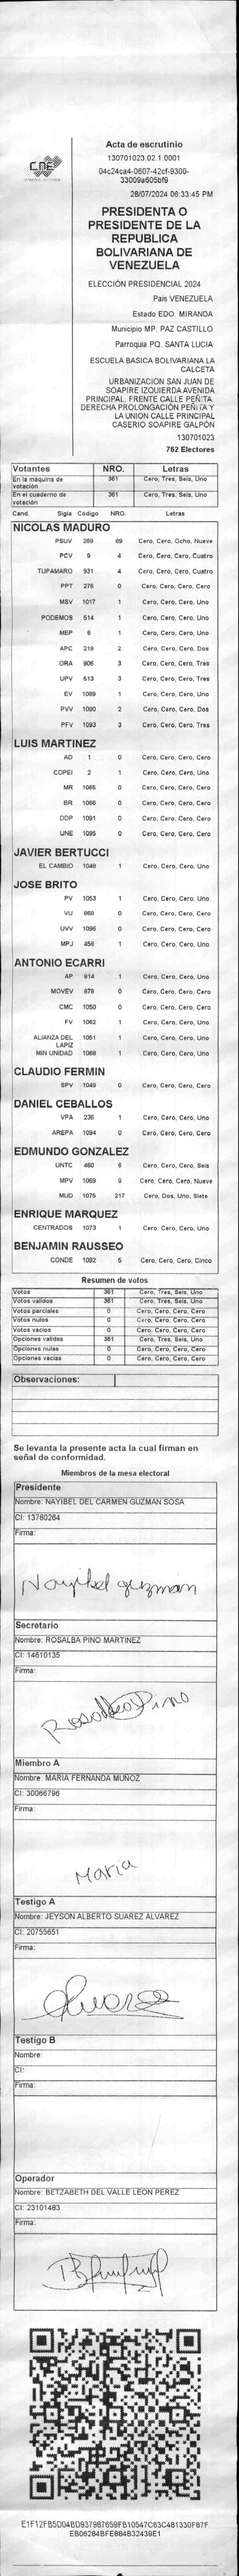 CNE
Acta de escrutinio
130701023.02.1.0001
04c24ca4-0607-42cf-9300-
33009a605bf9
28/07/2024 06:33:45 PM
PRESIDENTA O
PRESIDENTE DE LA
REPUBLICA
BOLIVARIANA DE
VENEZUELA
ELECCIÓN PRESIDENCIAL 2024
Pais VENEZUELA
Estado EDO. MIRANDA
Municipio MP. PAZ CASTILLO
Parroquia PQ. SANTA LUCIA
ESCUELA BASICA BOLIVARIANA LA
CALCETA
URBANIZACION SAN JUAN DE
SOAPIRE IZQUIERDA AVENIDA
PRINCIPAL. FRENTE CALLE PEÑITA.
DERECHA PROLONGACIÓN PEÑITA Y
LA UNION CALLE PRINCIPAL
CASERIO SOAPIRE GALPÓN
130701023
762 Electores
Votantes NRO. Letras
En la máquina de votación 361 Cero, Tres, Seis, Uno
En el cuaderno de votación 361 Cero, Tres, Seis, Uno
Cand. Sigla Código NRO. Letras
NICOLAS MADURO
PSUV 269 89 Cero, Cero, Ocho, Nueve
PCV 9 4 Cero, Cero, Cero, Cuatro
TUPAMARO 931 4 Cero, Cero, Cero, Cuatro
PPT 276 0 Cero, Cero, Cero, Cero
MSV 1017 1 Cero, Cero, Cero, Uno
PODEMOS 514 1 Cero, Cero, Cero, Uno
MEP 6 1 Cero, Cero, Cero, Uno
APC 219 2 Cero, Cero, Cero, Dos
ORA 906 3 Cero, Cero, Cero, Tres
UPV 513 3 Cero, Cero, Cero, Tres
EV 1089 1 Cero, Cero, Cero, Uno
PVV 1090 2 Cero, Cero, Cero, Dos
PFV 1093 3 Cero, Cero, Cero, Tres
LUIS MARTINEZ
AD 1 0 Cero, Cero, Cero, Cero
COPEI 2 1 Cero, Cero, Cero, Uno
MR 1065 0 Cero, Cero, Cero, Cero
BR 1066 0 Cero, Cero, Cero, Cero
DDP 1091 0 Cero, Cero, Cero, Cero
UNE 1095 0 Cero, Cero, Cero, Cero
JAVIER BERTUCCI
EL CAMBIO 1048 1 Cero, Cero, Cero, Uno
JOSE BRITO
PV 1053 1 Cero, Cero, Cero, Uno
VU 968 0 Cero, Cero, Cero, Cero
UVV 1096 0 Cero, Cero, Cero, Cero
MPJ 458 1 Cero, Cero, Cero, Uno
ANTONIO ECARRI
AP 914 1 Cero, Cero, Cero, Uno
MOVEV 878 0 Cero, Cero, Cero, Cero
CMC 1050 0 Cero, Cero, Cero, Cero
FV 1062 1 Cero, Cero, Cero, Uno
ALIANZA DEL LAPIZ 1051 1 Cero, Cero, Cero, Uno
MIN UNIDAD 1068 1 Cero, Cero, Cero, Uno
CLAUDIO FERMIN
SPV 1049 0 Cero, Cero, Cero, Cero
DANIEL CEBALLOS
VPA 236 1 Cero, Cero, Cero, Uno
AREPA 1094 0 Cero, Cero, Cero, Cero
EDMUNDO GONZALEZ
UNTC 460 6 Cero, Cero, Cero, Seis
MPV 1069 9 Cero, Cero, Cero, Nueve
MUD 1075 217 Cero, Dos, Uno, Siete
ENRIQUE MARQUEZ
CENTRADOS 1073 1 Cero, Cero, Cero, Uno
BENJAMIN RAUSSEO
CONDE 1092 5 Cero, Cero, Cero, Cinco
Resumen de votos
Votos 361 Cero, Tres, Seis, Uno
Votos validos 361 Cero, Tres, Seis, Uno
Votos parciales 0 Cero, Cero, Cero, Cero
Votos nulos 0 Cero, Cero, Cero, Cero
Votos vacios 0 Cero, Cero, Cero, Cero
Opciones validas 361 Cero, Tres, Seis, Uno
Opciones nulas 0 Cero, Cero, Cero, Cero
Opciones vacias 0 Cero, Cero, Cero, Cero
Observaciones:
Se levanta la presente acta la cual firman en
señal de conformidad.
Miembros de la mesa electoral
Presidente
Nombre: NAYIBEL DEL CARMEN GUZMAN SOSA
CI: 13760264
Firma:
Nayibel guzman
Secretario
Nombre: ROSALBA PINO MARTINEZ
CI: 14610135
Firma:
Rosalba Pino
Miembro A
Nombre: MARIA FERNANDA MUÑOZ
CI: 30066796
Firma:
Maria
Testigo A
Nombre: JEYSON ALBERTO SUAREZ ALVAREZ
CI: 20755651
Firma:
Testigo B
Nombre:
CI:
Firma:
Operador
Nombre: BETZABETH DEL VALLE LEON PEREZ
CI: 23101483
Firma:
E1F12FB5D04BD937987659FB10547C63C481330F87F
EB06284BFE884B32439E1